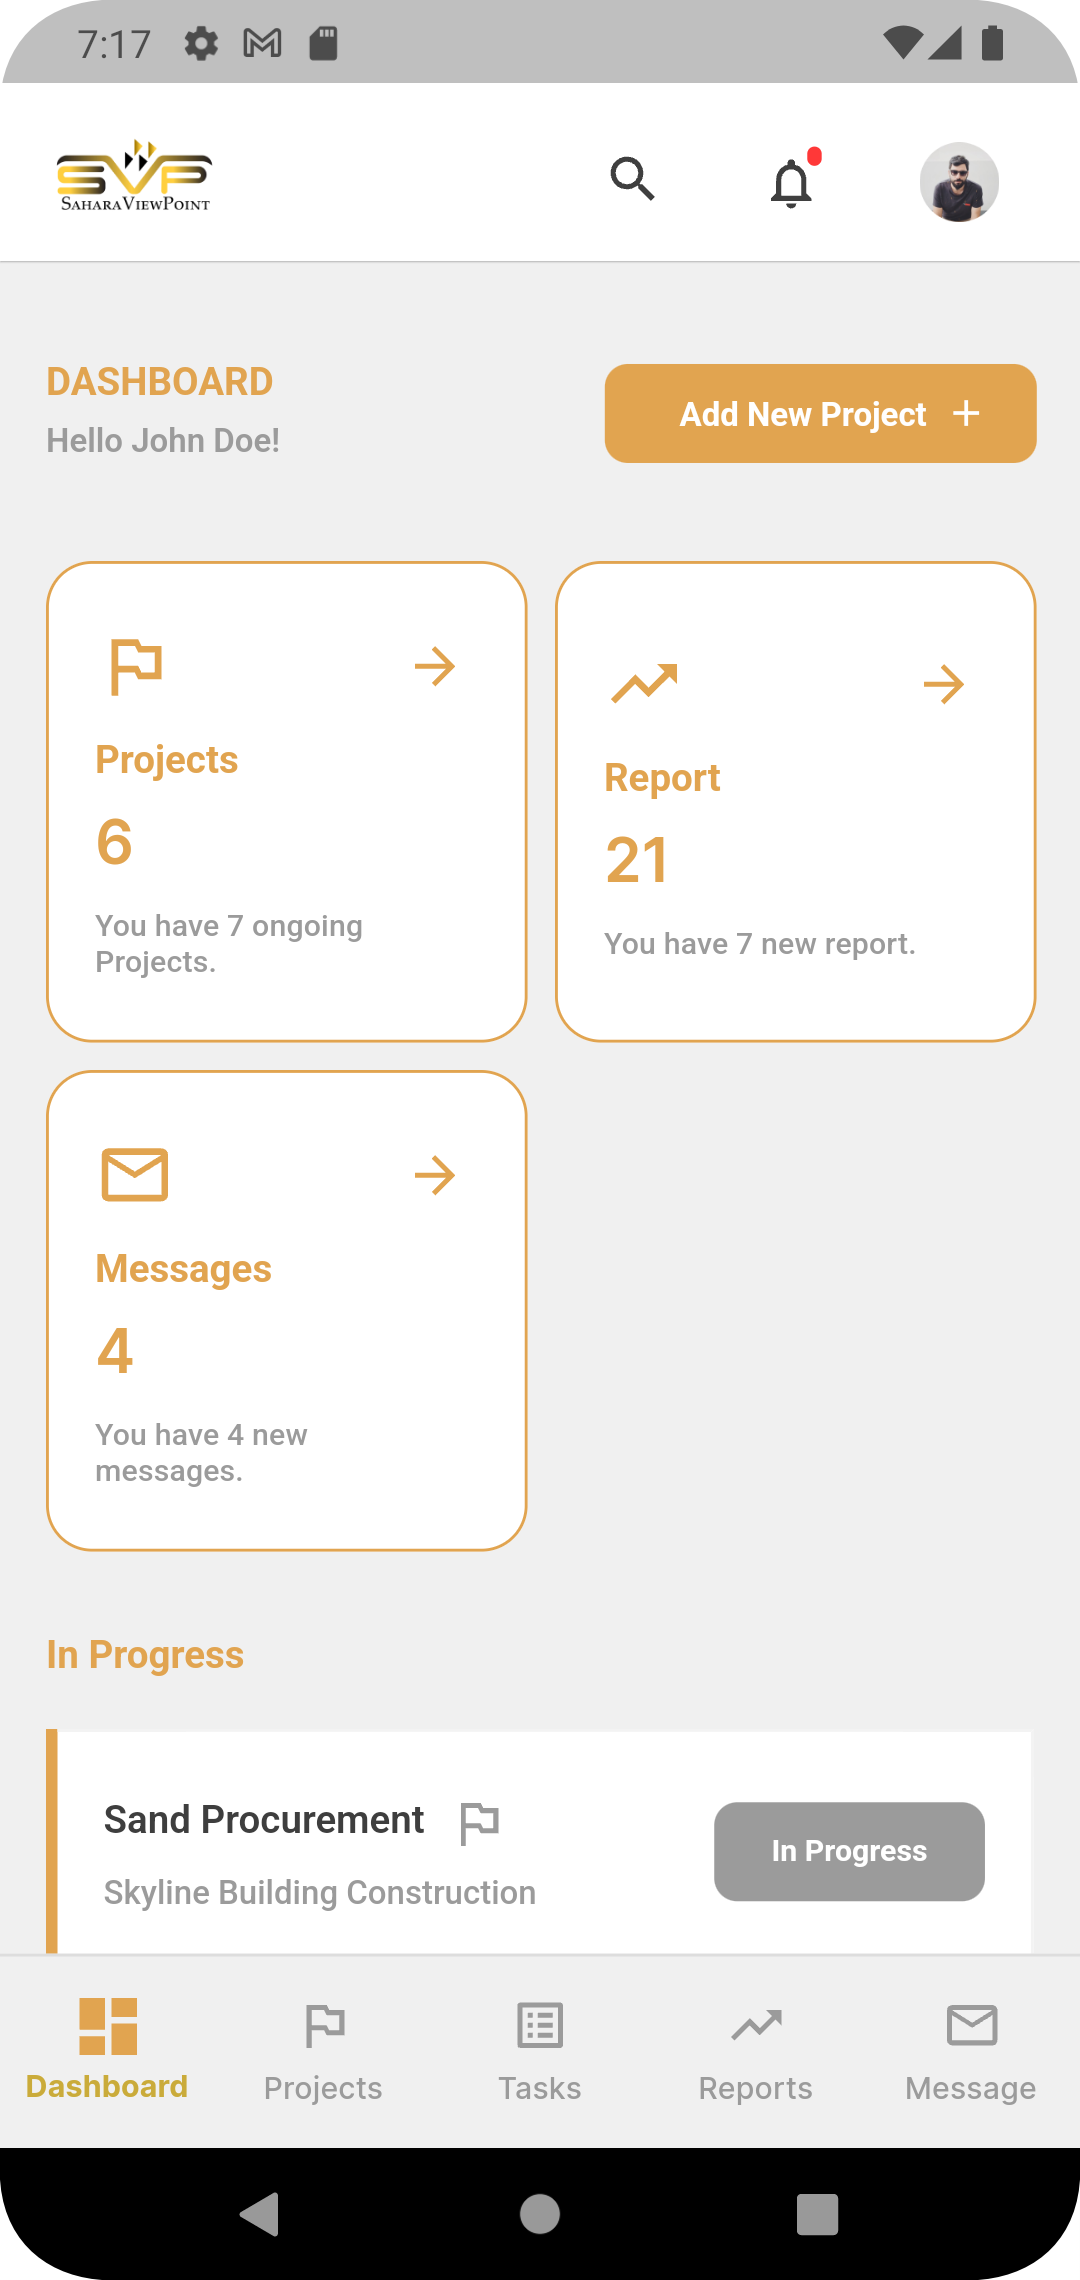 7:17
SAHARAVIEWPOINT
DASHBOARD
Hello John Doe!
Add New Project +
Projects
6
You have 7 ongoing
Projects.
Report
21
You have 7 new report.
Messages
4
You have 4 new
messages.
In Progress
Sand Procurement
Skyline Building Construction
In Progress
Dashboard
Projects
Tasks
Reports
Message